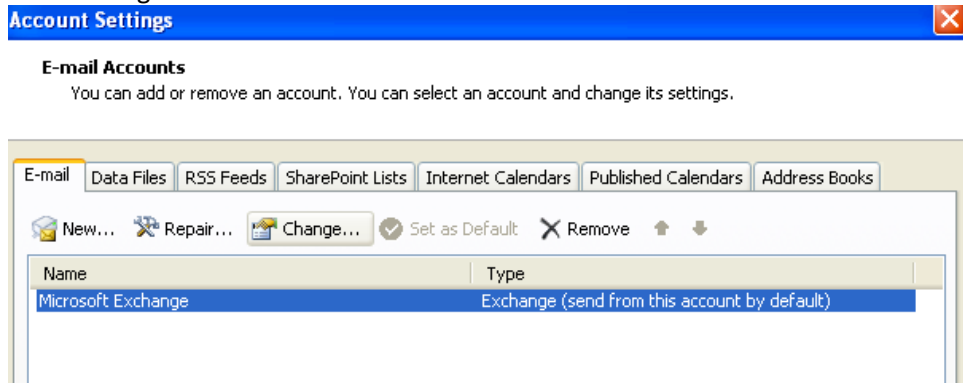 Account Settings
E-mail Accounts
You can add or remove an account. You can select an account and change its settings.
E-mail Data Files RSS Feeds SharePoint Lists Internet Calendars Published Calendars Address Books
New... Repair... Change... Set as Default Remove
Name Type
Microsoft Exchange Exchange (send from this account by default)